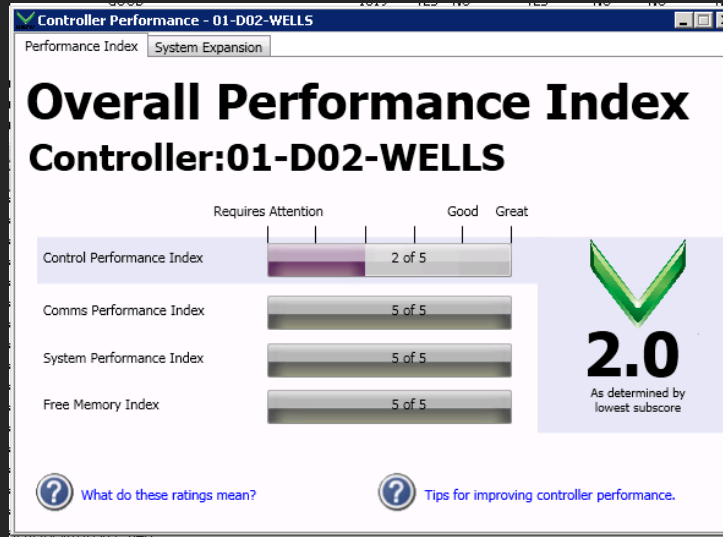 Controller Performance - 01-D02-WELLS
Performance Index
System Expansion
Overall Performance Index
Controller:01-D02-WELLS
Requires Attention
Good
Great
Control Performance Index
2 of 5
Comms Performance Index
5 of 5
System Performance Index
5 of 5
Free Memory Index
5 of 5
2.0
As determined by
lowest subscore
What do these ratings mean?
Tips for improving controller performance.